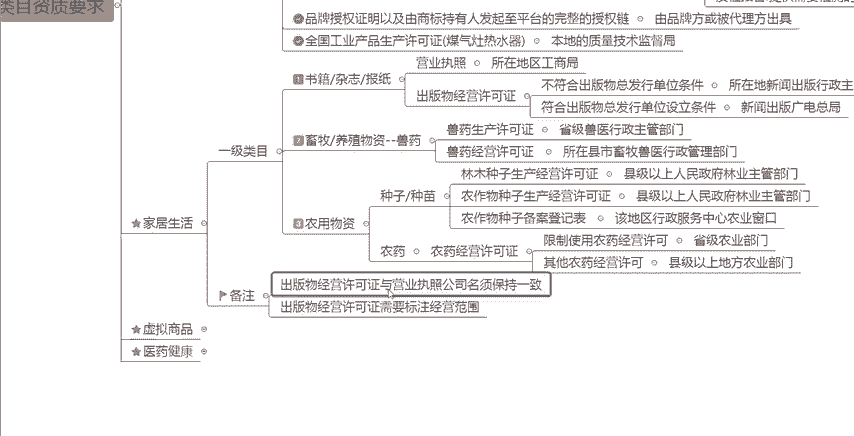 类目资质要求
品牌授权证明以及由商标持有人发起至平台的完整的授权链 由品牌方或被代理方出具
全国工业产品生产许可证(煤气灶热水器) 本地的质量技术监督局
家居生活
一级类目
1 书籍/杂志/报纸
营业执照 所在地区工商局
出版物经营许可证
不符合出版物总发行单位条件 所在地新闻出版行政主
符合出版物总发行单位设立条件 新闻出版广电总局
2 畜牧/养殖物资--兽药
兽药生产许可证 省级兽医行政主管部门
兽药经营许可证 所在县市畜牧兽医行政管理部门
农用物资
种子/种苗
林木种子生产经营许可证 县级以上人民政府林业主管部门
农作物种子生产经营许可证 县级以上人民政府林业主管部门
农作物种子备案登记表 该地区行政服务中心农业窗口
农药 农药经营许可证
限制使用农药经营许可 省级农业部门
其他农药经营许可 县级以上地方农业部门
备注
出版物经营许可证与营业执照公司名须保持一致
出版物经营许可证需要标注经营范围
虚拟商品
医药健康